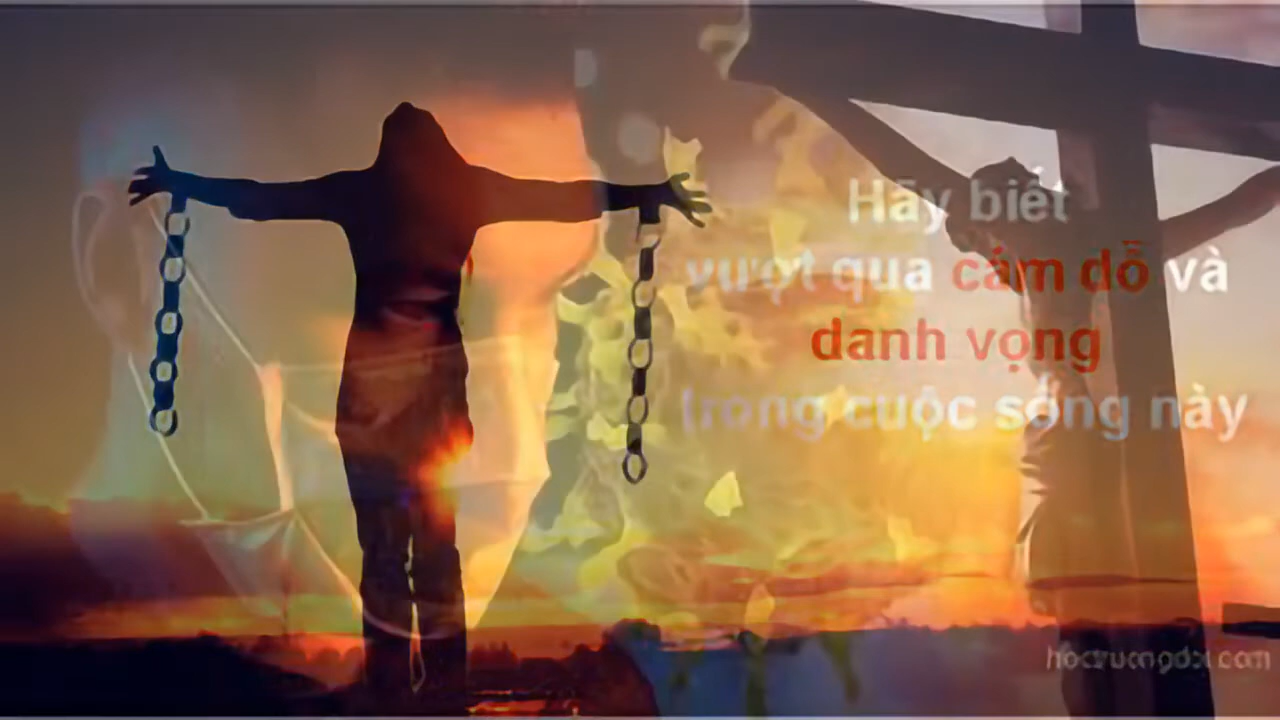 Hãy biết
vượt qua cám dỗ và
danh vọng
trong cuộc sống này